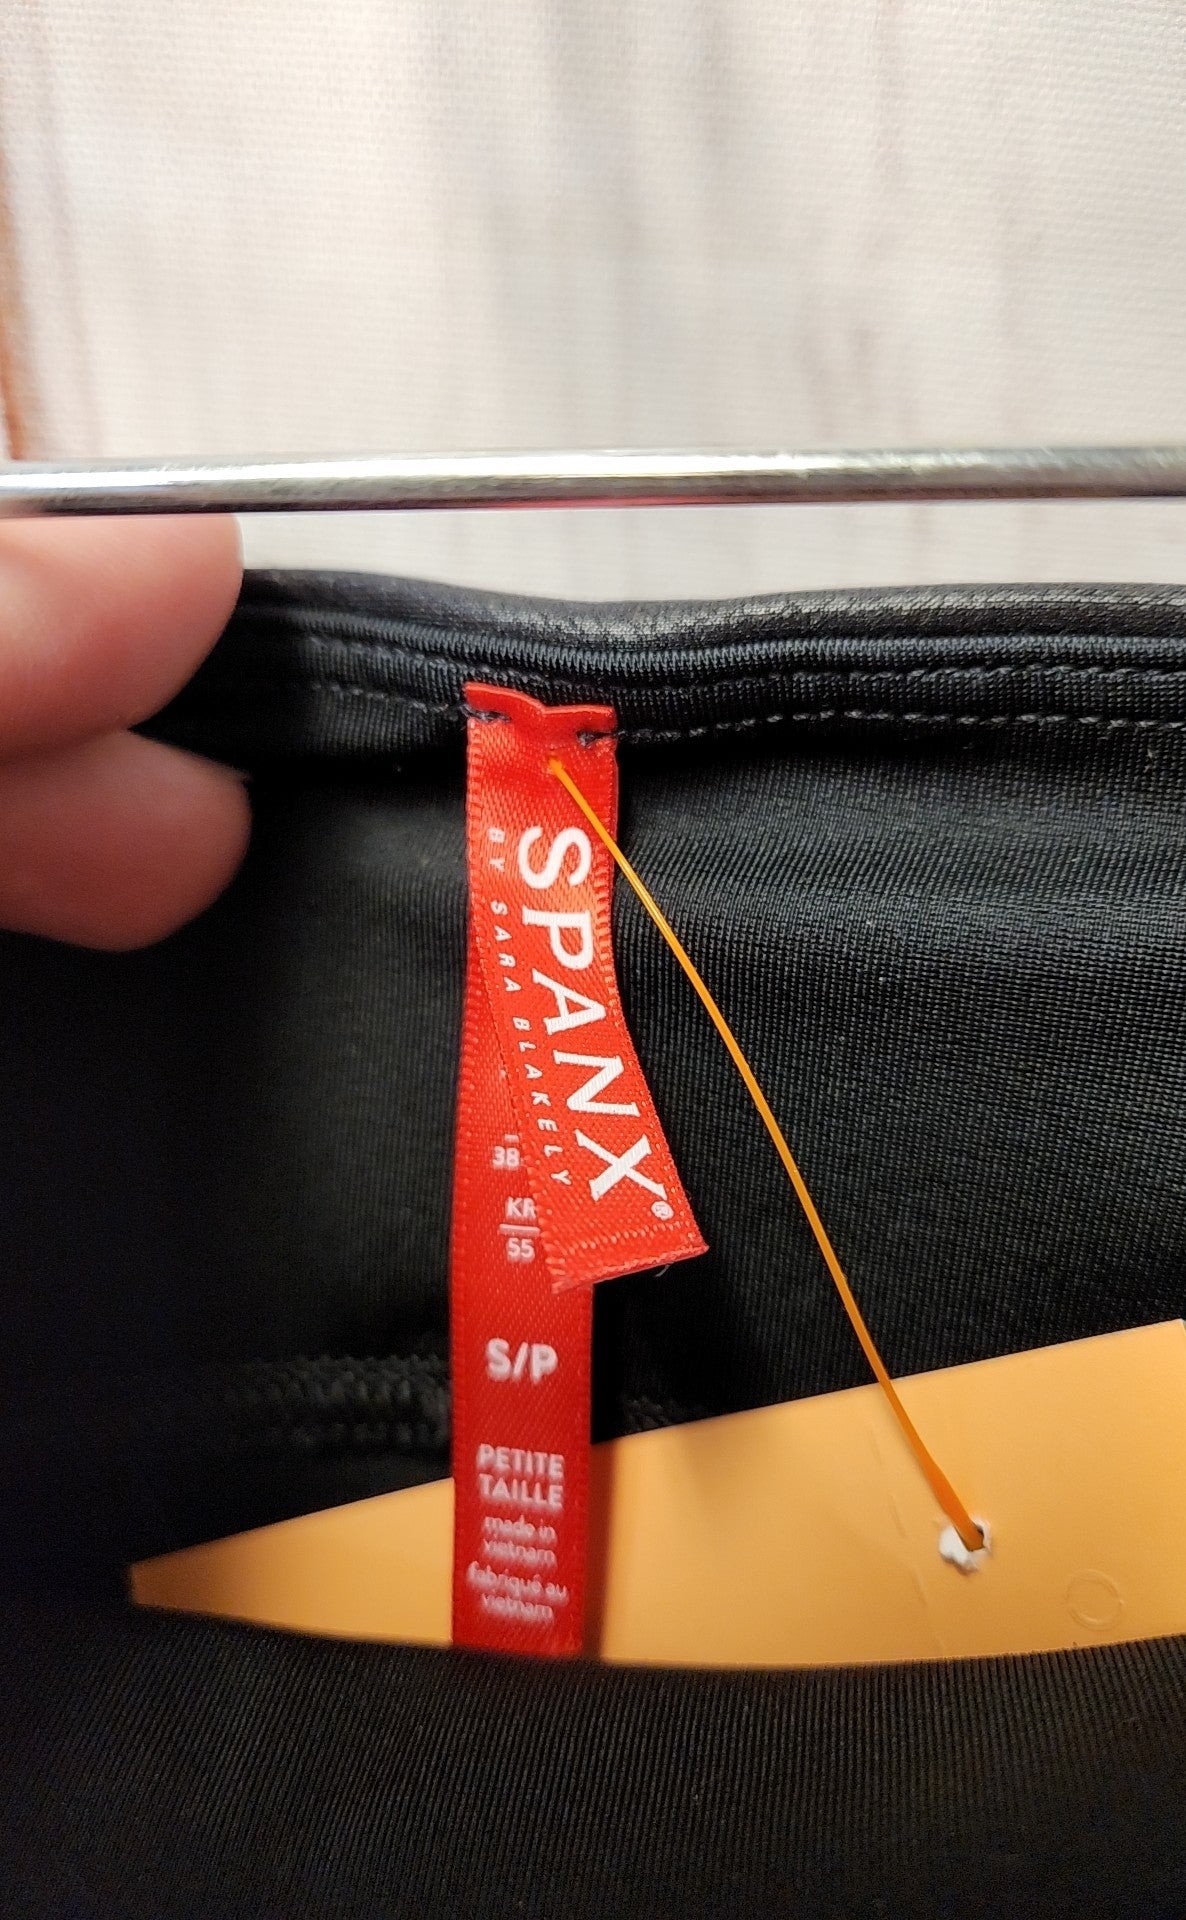 SPANX®
BY SARA BLAKELY
38
KR
55
S/P
PETITE
TAILLE
made in
vietnam
fabriqué au
vietnam